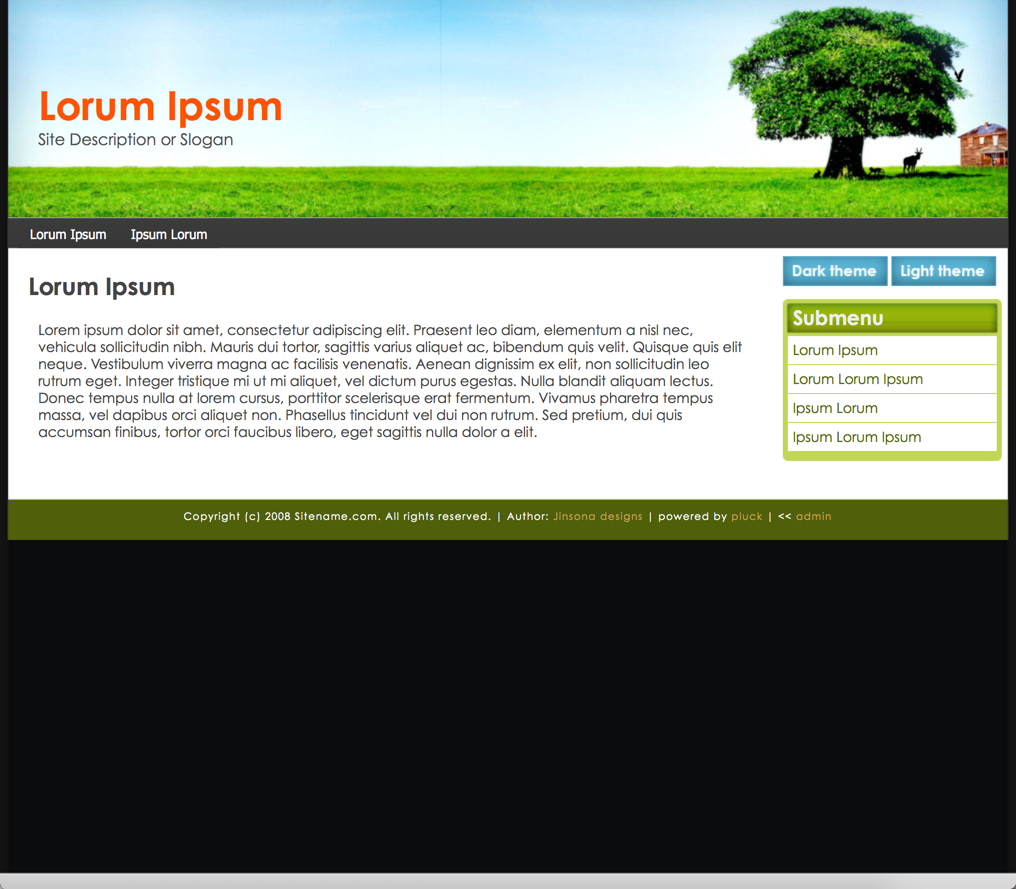 Lorum Ipsum
Site Description or Slogan
Lorum Ipsum Ipsum Lorum
Dark theme Light theme
Lorum Ipsum
Lorem ipsum dolor sit amet, consectetur adipiscing elit. Praesent leo diam, elementum a nisl nec,
vehicula sollicitudin nibh. Mauris dui tortor, sagittis varius aliquet ac, bibendum quis velit. Quisque quis elit
neque. Vestibulum viverra magna ac facilisis venenatis. Aenean dignissim ex elit, non sollicitudin leo
rutrum eget. Integer tristique mi ut mi aliquet, vel dictum purus egestas. Nulla blandit aliquam lectus.
Donec tempus nulla at lorem cursus, porttitor scelerisque erat fermentum. Vivamus pharetra tempus
massa, vel dapibus orci aliquet non. Phasellus tincidunt vel dui non rutrum. Sed pretium, dui quis
accumsan finibus, tortor orci faucibus libero, eget sagittis nulla dolor a elit.
Submenu
Lorum Ipsum
Lorum Lorum Ipsum
Ipsum Lorum
Ipsum Lorum Ipsum
Copyright (c) 2008 Sitename.com. All rights reserved. | Author: Jinsona designs | powered by pluck | << admin